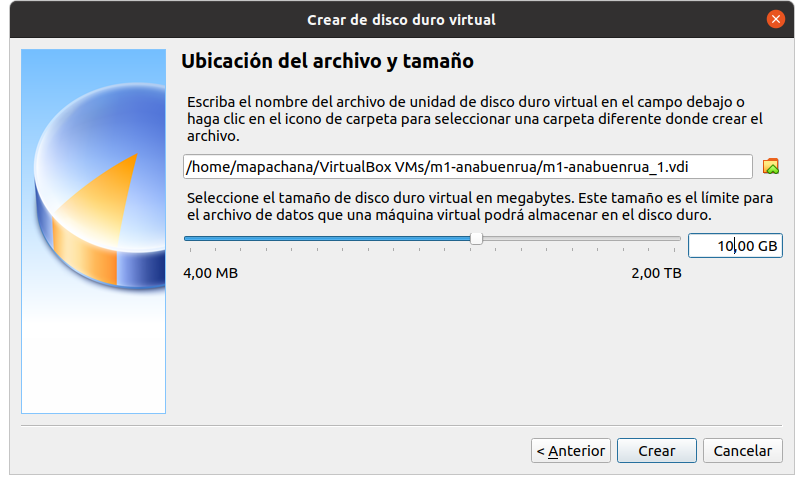 Crear de disco duro virtual
Ubicación del archivo y tamaño
Escriba el nombre del archivo de unidad de disco duro virtual en el campo debajo o
haga clic en el icono de carpeta para seleccionar una carpeta diferente donde crear el
archivo.
/home/mapachana/VirtualBox VMs/m1-anabuenrua/m1-anabuenrua_1.vdi
Seleccione el tamaño de disco duro virtual en megabytes. Este tamaño es el límite para
el archivo de datos que una máquina virtual podrá almacenar en el disco duro.
10,00 GB
4,00 MB 2,00 TB
< Anterior Crear Cancelar